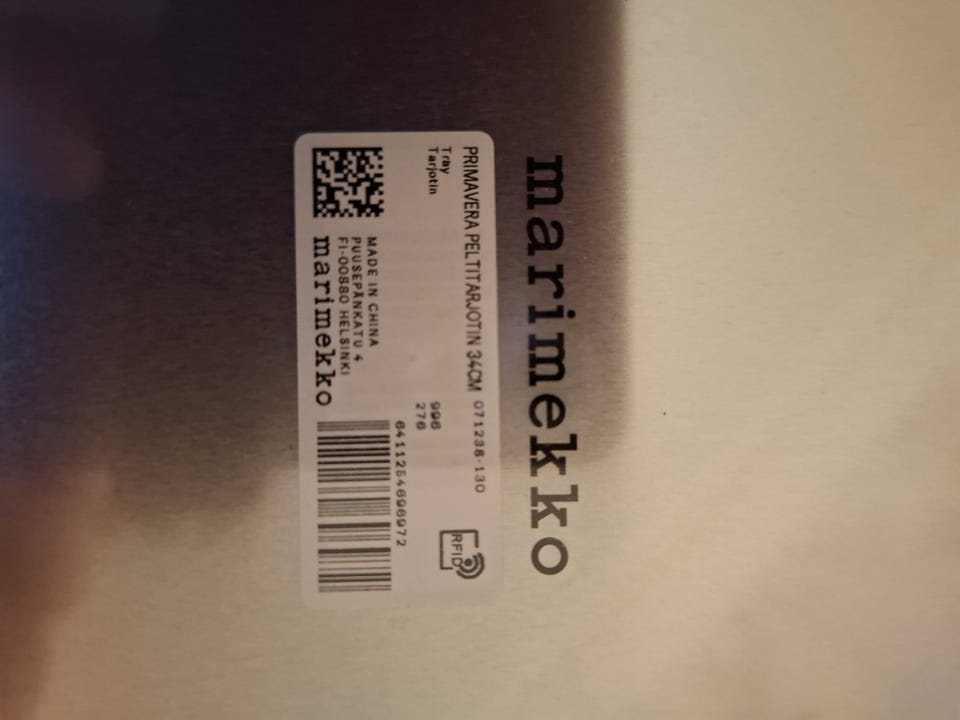 marimekko
PRIMAVERA PELTITARJOTIN 34CM 071238-130
Tray
Tarjotin
996
276
RFID
6411254696972
MADE IN CHINA
PUUSEPÄNKATU 4
FI-00880 HELSINKI
marimekko